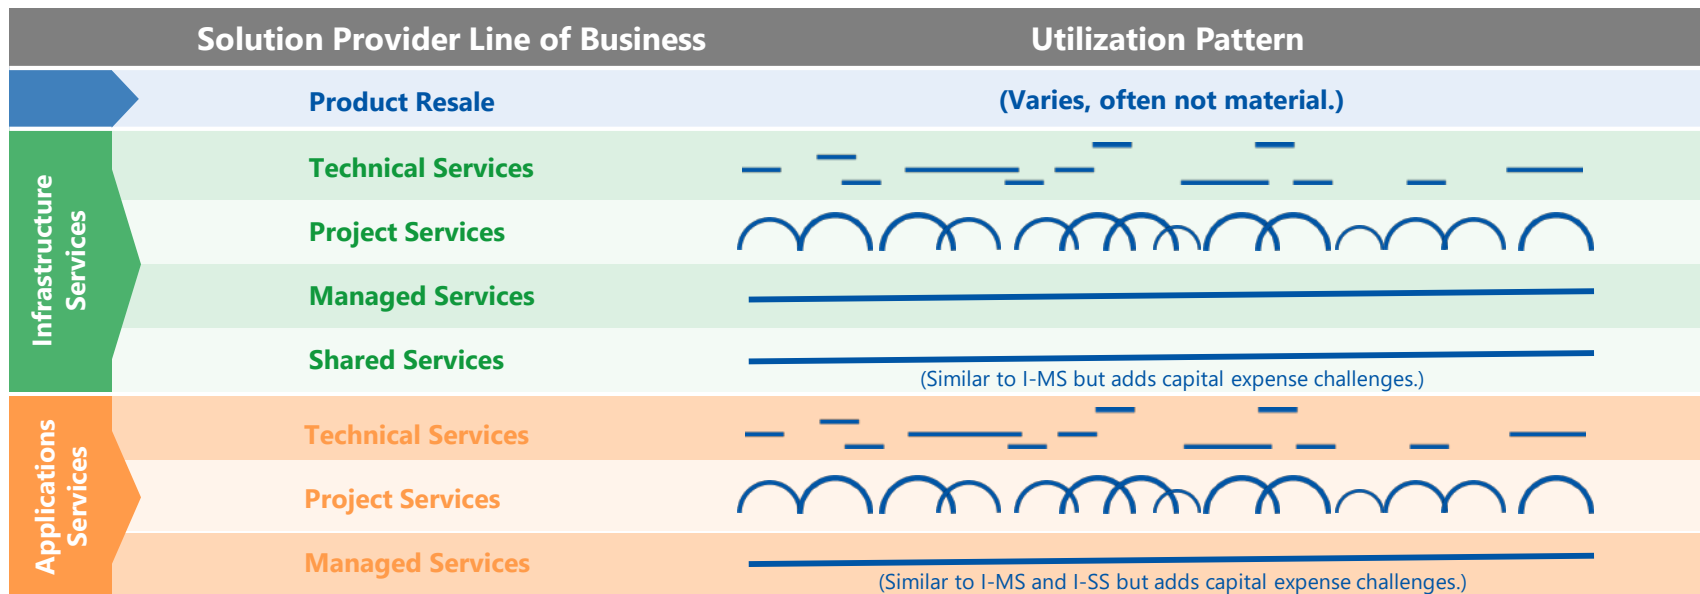 Solution Provider Line of Business
Utilization Pattern
Product Resale
(Varies, often not material.)
Infrastructure
Services
Technical Services
Project Services
Managed Services
Shared Services
(Similar to I-MS but adds capital expense challenges.)
Applications
Services
Technical Services
Project Services
Managed Services
(Similar to I-MS and I-SS but adds capital expense challenges.)